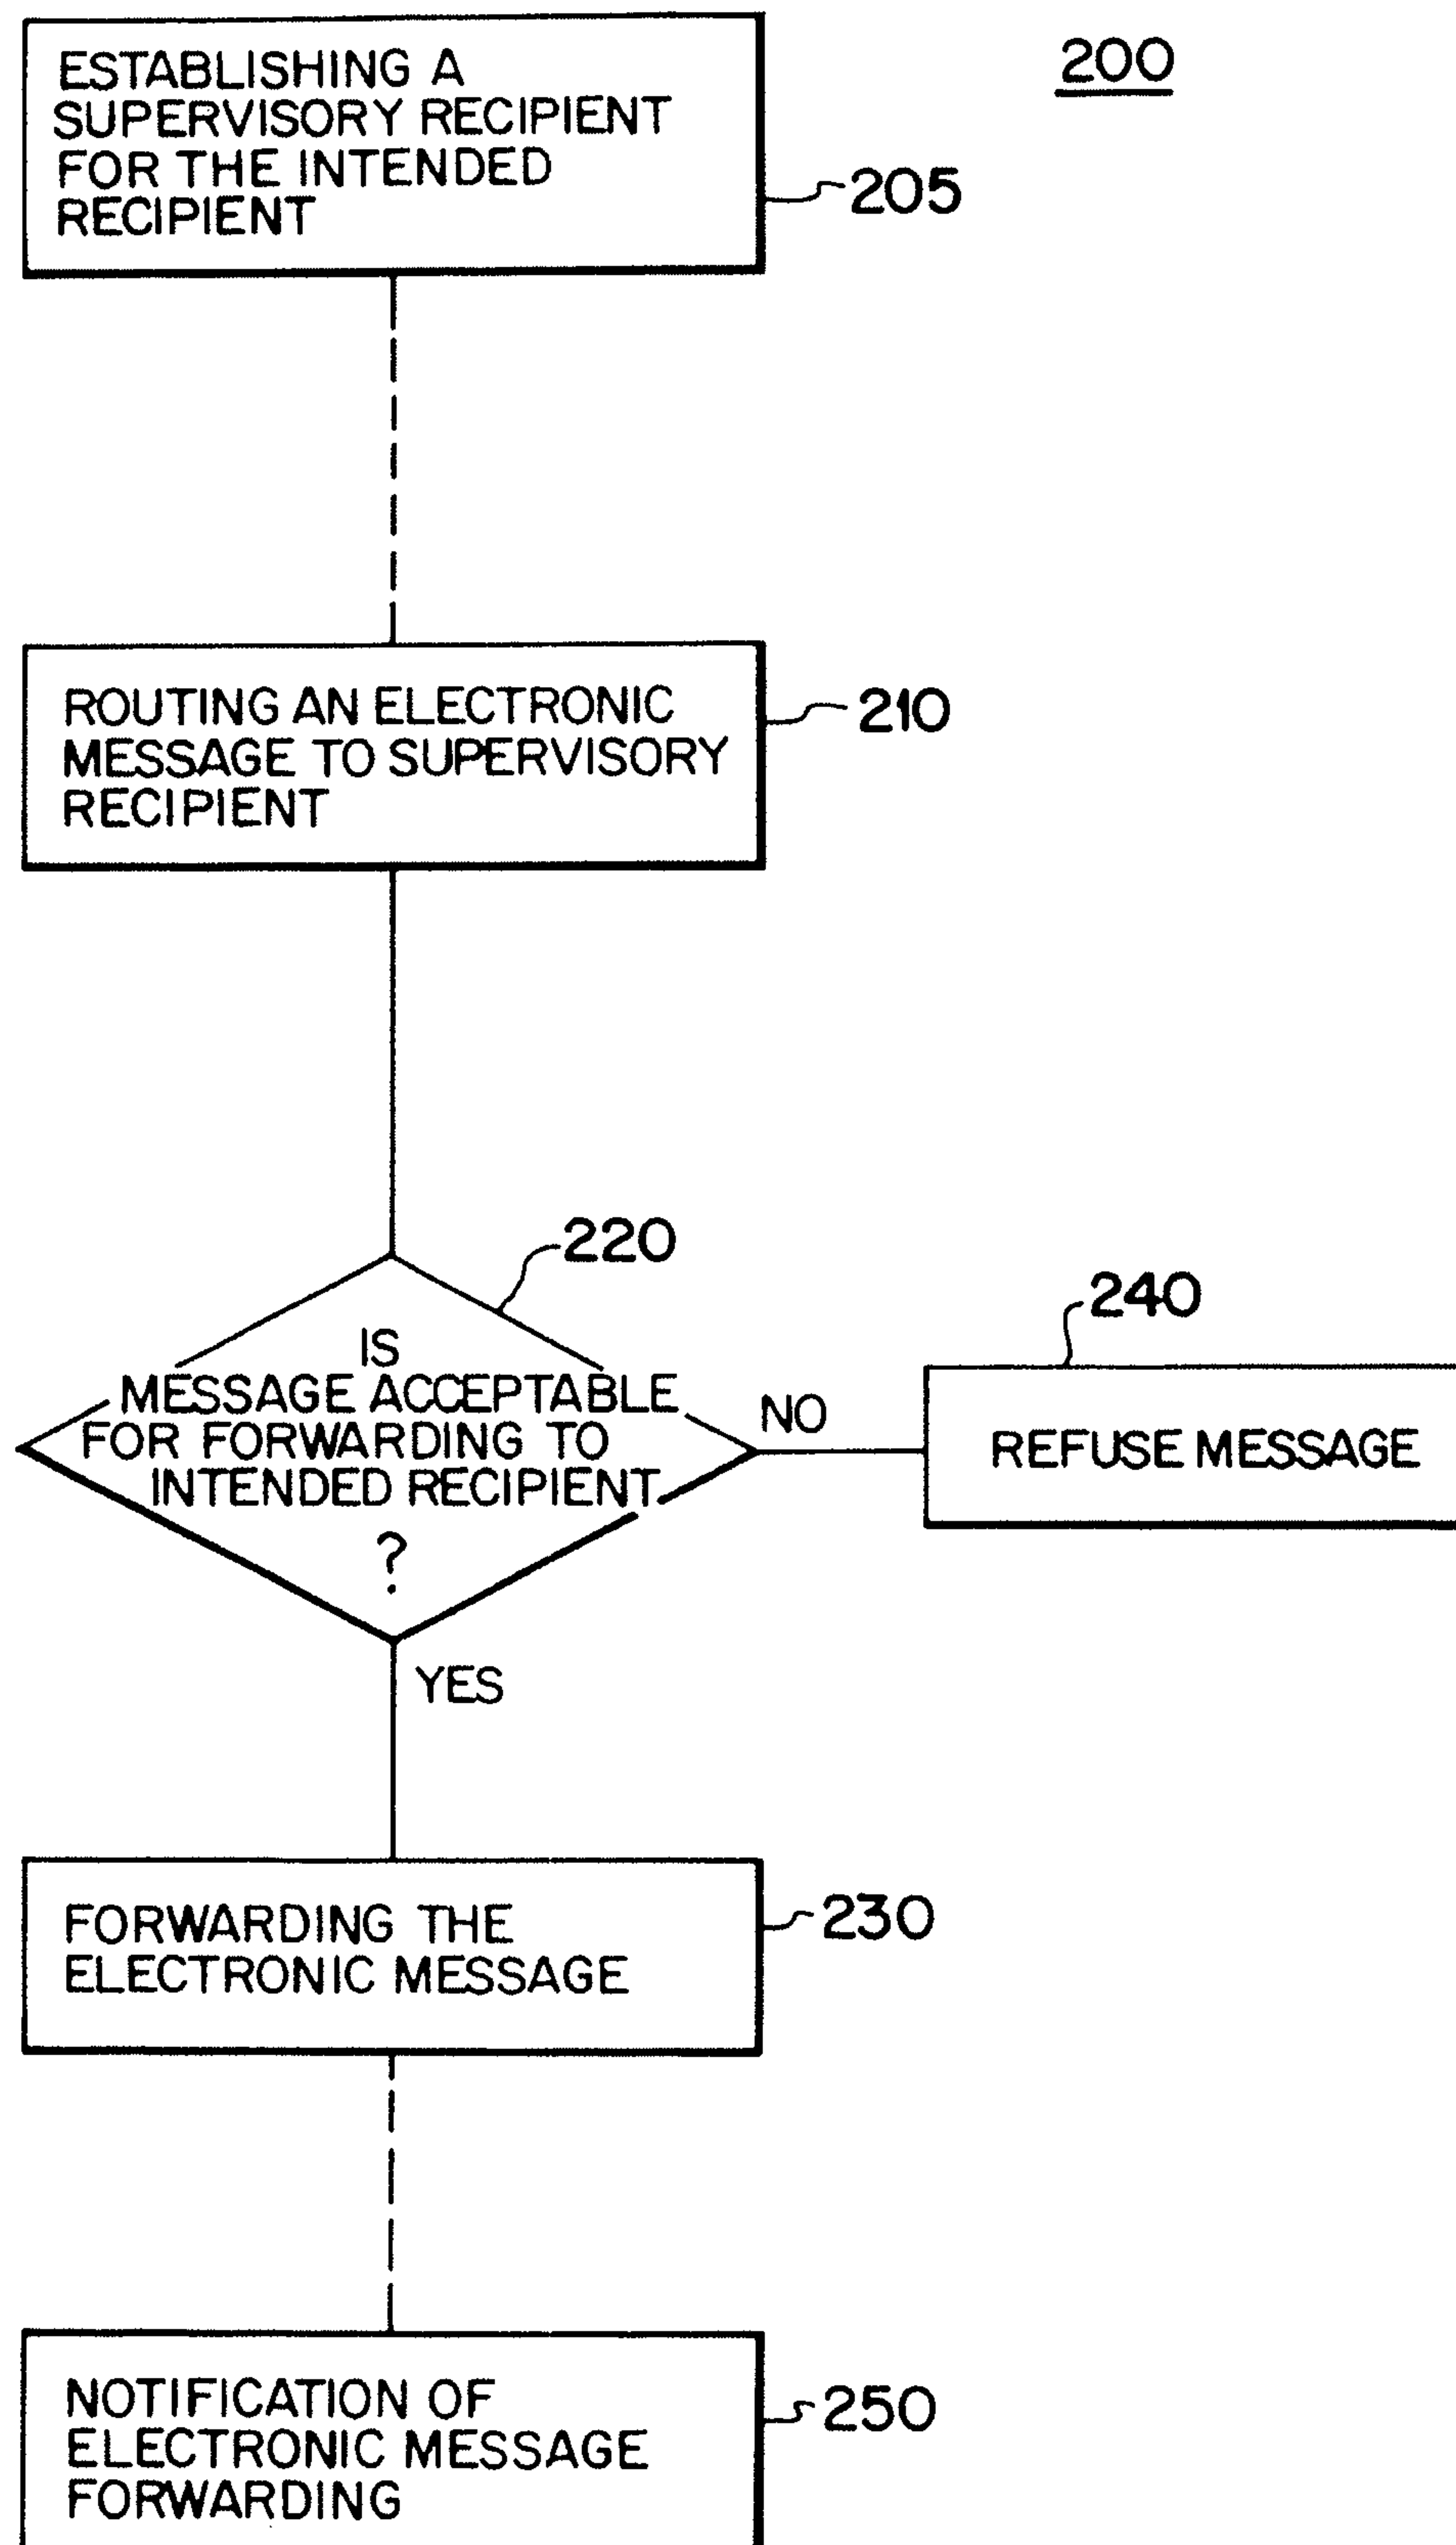 200
ESTABLISHING A
SUPERVISORY RECIPIENT
FOR THE INTENDED
RECIPIENT
205
ROUTING AN ELECTRONIC
MESSAGE TO SUPERVISORY
RECIPIENT
210
220
IS
MESSAGE ACCEPTABLE
FOR FORWARDING TO
INTENDED RECIPIENT
?
NO
240
REFUSE MESSAGE
YES
FORWARDING THE
ELECTRONIC MESSAGE
230
NOTIFICATION OF
ELECTRONIC MESSAGE
FORWARDING
250